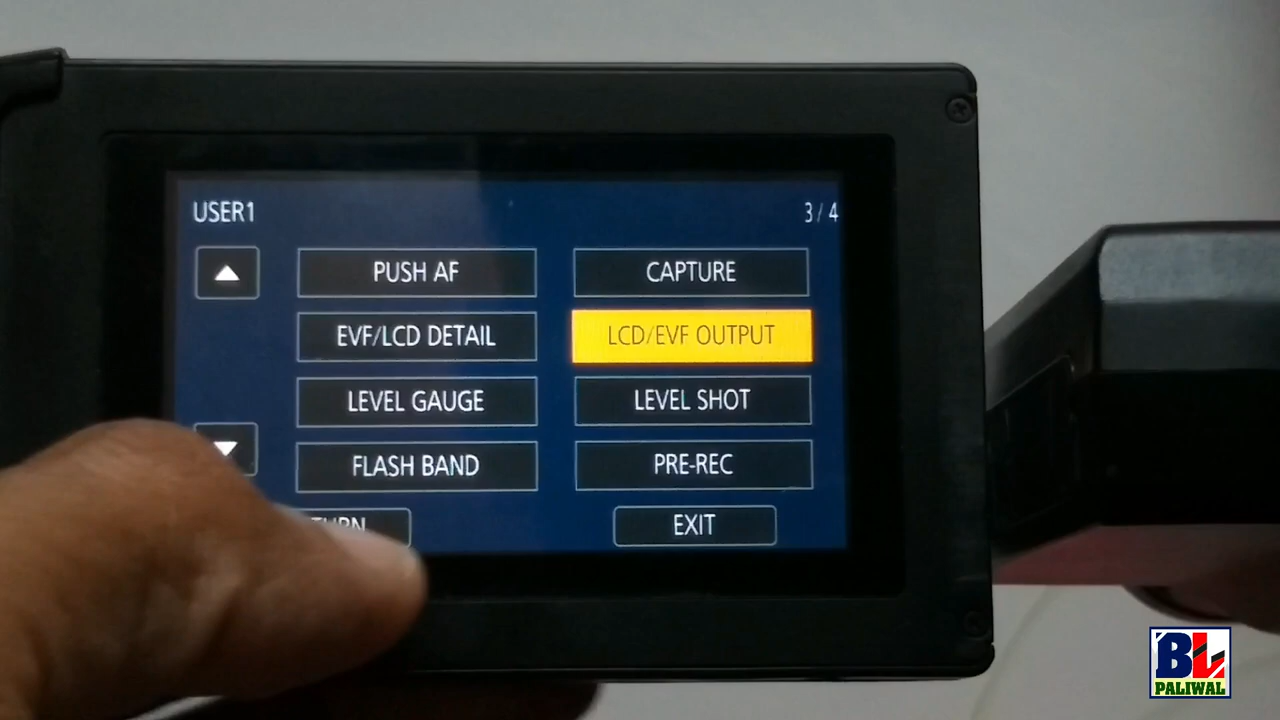 USER1 3/4
PUSH AF CAPTURE
EVF/LCD DETAIL LCD/EVF OUTPUT
LEVEL GAUGE LEVEL SHOT
FLASH BAND PRE-REC
EXIT
BL
PALIWAL